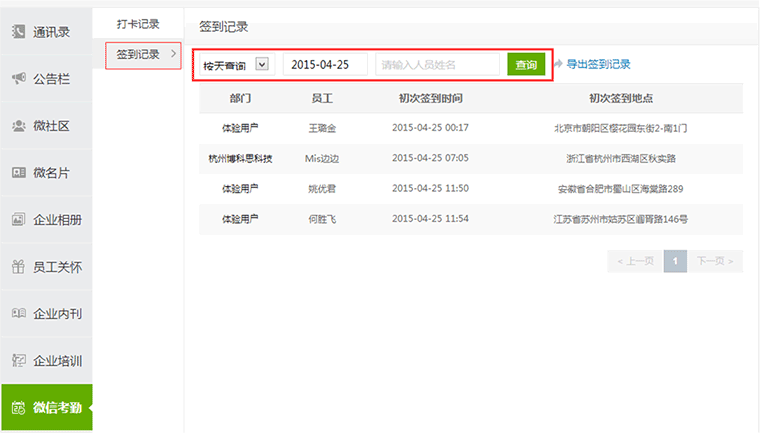 通讯录
公告栏
微社区
微名片
企业相册
员工关怀
企业内刊
企业培训
微信考勤
打卡记录
签到记录 >
签到记录
按天查询 2015-04-25 请输入人员姓名 查询 导出签到记录
部门 员工 初次签到时间 初次签到地点
体验用户 王璐金 2015-04-25 00:17 北京市朝阳区樱花园东街2-南1门
杭州博科思科技 Mis边边 2015-04-25 07:05 浙江省杭州市西湖区秋实路
体验用户 姚优君 2015-04-25 11:50 安徽省合肥市蜀山区海棠路289
体验用户 何胜飞 2015-04-25 11:54 江苏省苏州市姑苏区阊胥路146号
< 上一页 1 下一页 >